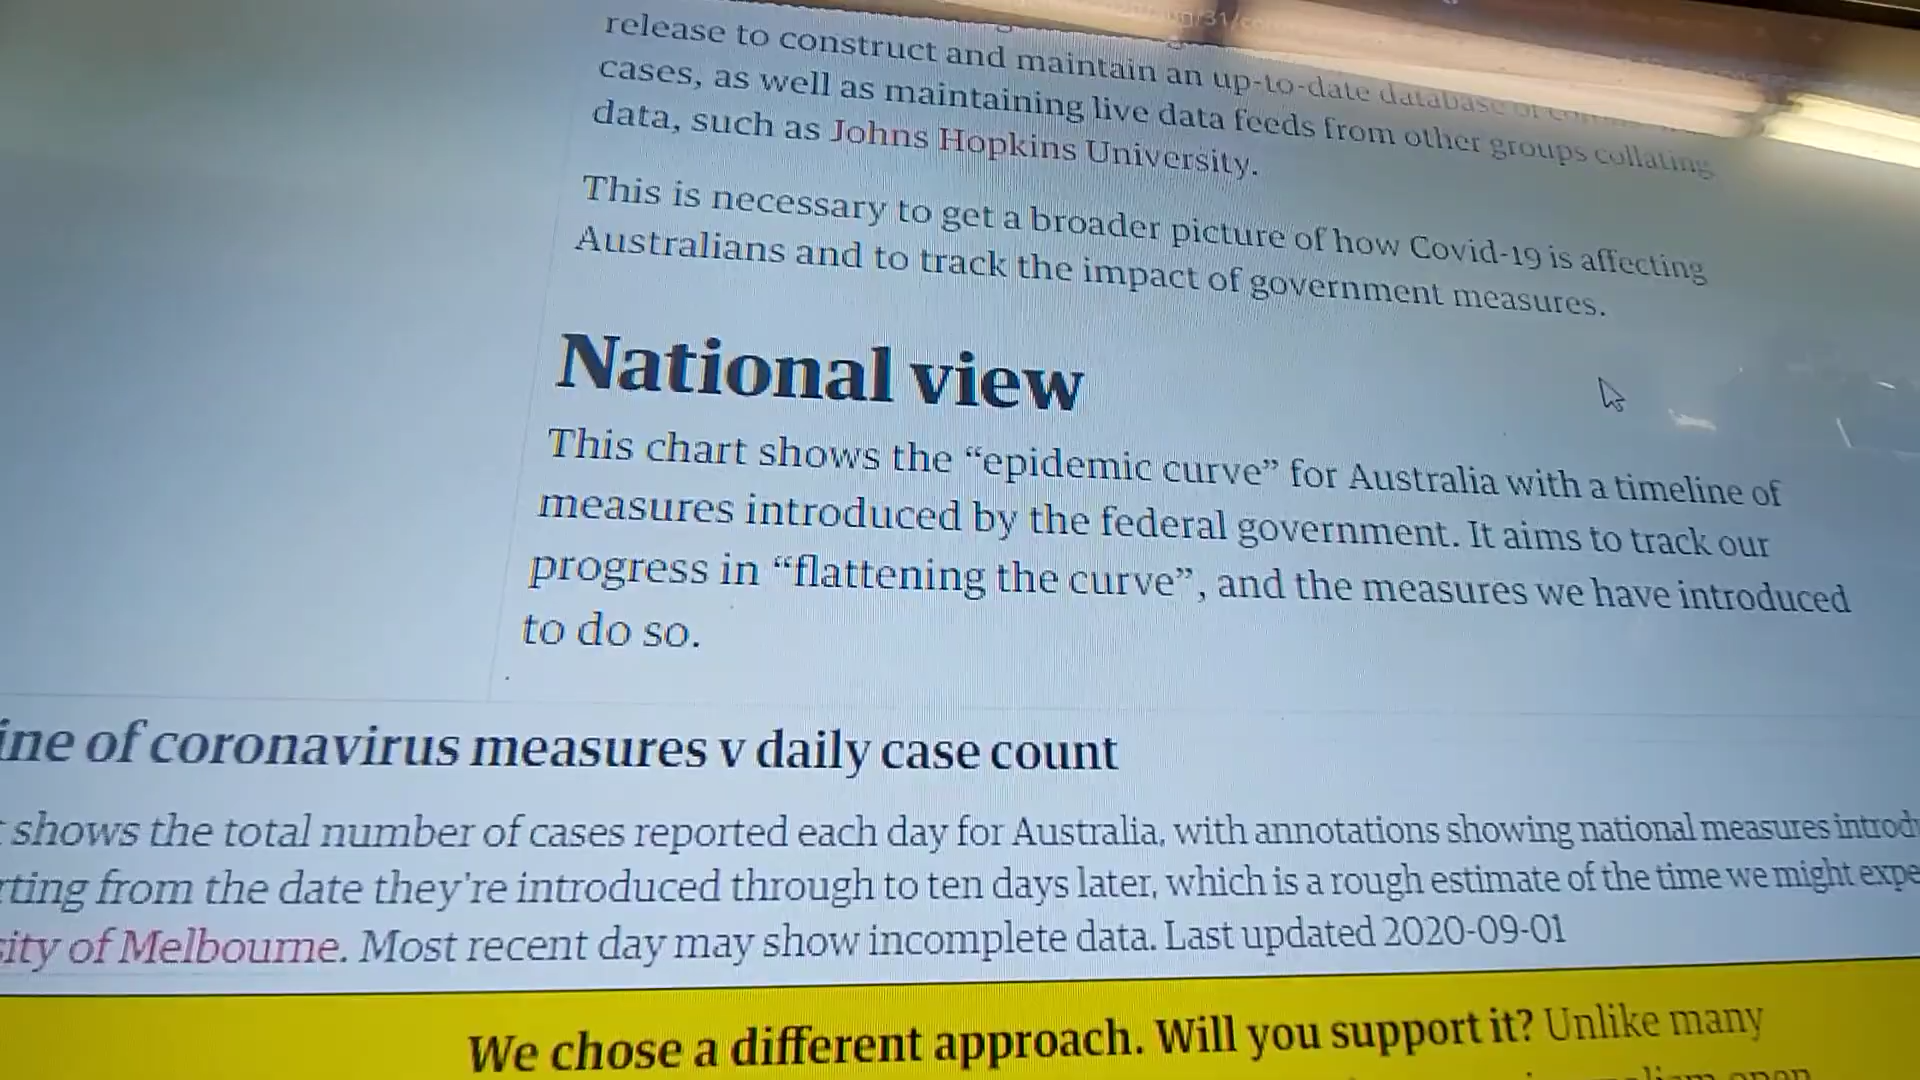 release to construct and maintain an up-to-date database of
cases, as well as maintaining live data feeds from other groups collating
data, such as Johns Hopkins University.
This is necessary to get a broader picture of how Covid-19 is affecting
Australians and to track the impact of government measures.
National view
This chart shows the “epidemic curve” for Australia with a timeline of
measures introduced by the federal government. It aims to track our
progress in “flattening the curve”, and the measures we have introduced
to do so.
ine of coronavirus measures v daily case count
shows the total number of cases reported each day for Australia, with annotations showing national measures introdu
rting from the date they're introduced through to ten days later, which is a rough estimate of the time we might expe
sity of Melbourne. Most recent day may show incomplete data. Last updated 2020-09-01
We chose a different approach. Will you support it? Unlike many